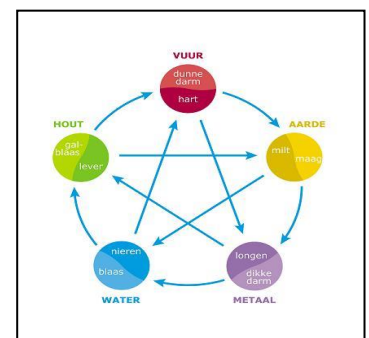 VUUR
dunne
darm
hart
HOUT
gal-
blaas
lever
AARDE
milt
maag
nieren
blaas
WATER
longen
dikke
darm
METAAL